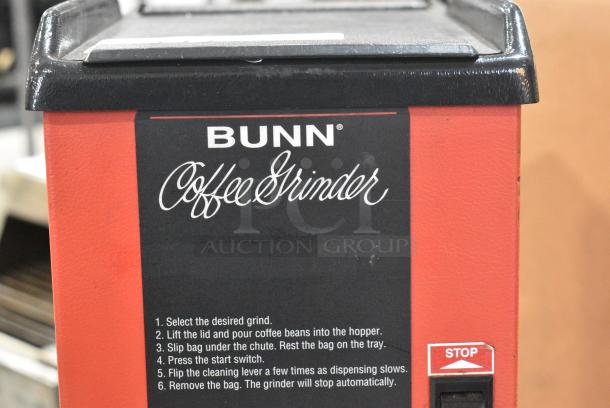 BUNN®
Coffee Grinder
PCI
AUCTION GROUP
1. Select the desired grind.
2. Lift the lid and pour coffee beans into the hopper.
3. Slip bag under the chute. Rest the bag on the tray.
4. Press the start switch.
5. Flip the cleaning lever a few times as dispensing slows.
6. Remove the bag. The grinder will stop automatically.
STOP